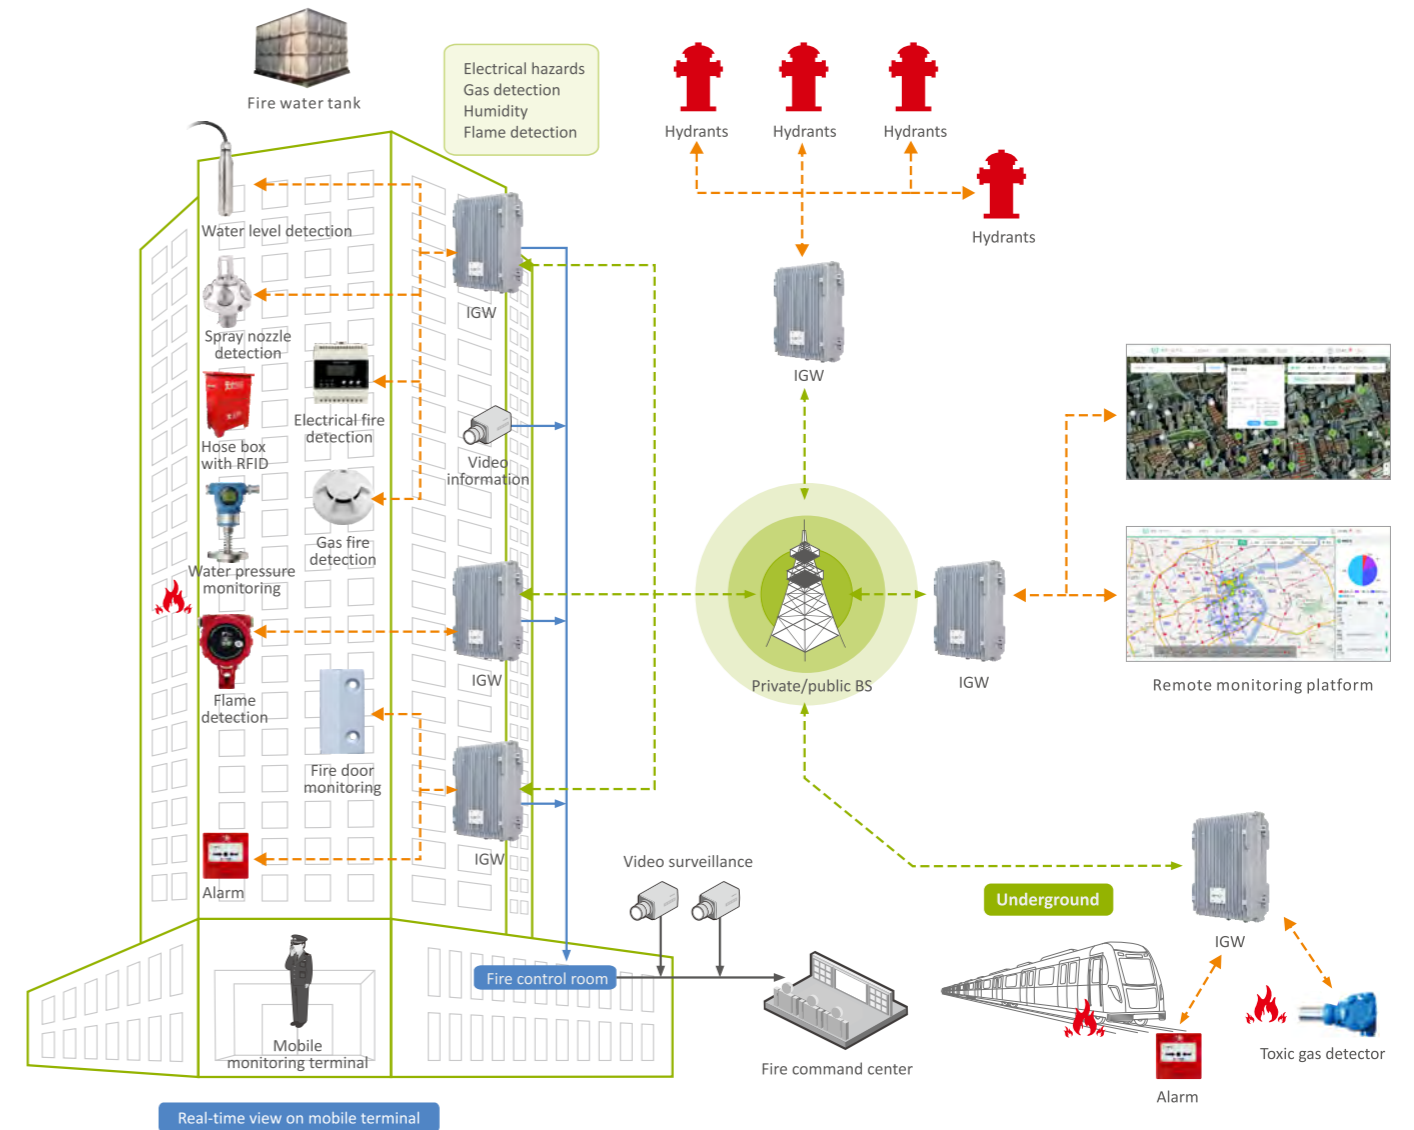 Fire water tank
Electrical hazards
Gas detection
Humidity
Flame detection
Hydrants
Hydrants
Hydrants
Hydrants
Water level detection
IGW
Spray nozzle
detection
Electrical fire
detection
Hose box
with RFID
Video
information
Gas fire
detection
Water pressure
monitoring
IGW
Flame
detection
Fire door
monitoring
IGW
Alarm
IGW
Private/public BS
IGW
Remote monitoring platform
Video surveillance
Underground
IGW
Fire control room
Mobile
monitoring terminal
Fire command center
Toxic gas detector
Alarm
Real-time view on mobile terminal